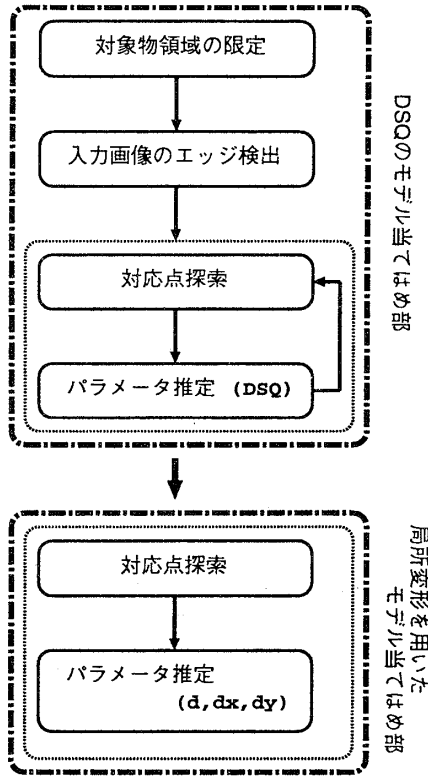 対象物領域の限定
入力画像のエッジ検出
対応点探索
パラメータ推定 (DSQ)
DSQのモデル当てはめ部
対応点探索
パラメータ推定
(d,dx,dy)
局所変形を用いた
モデル当てはめ部